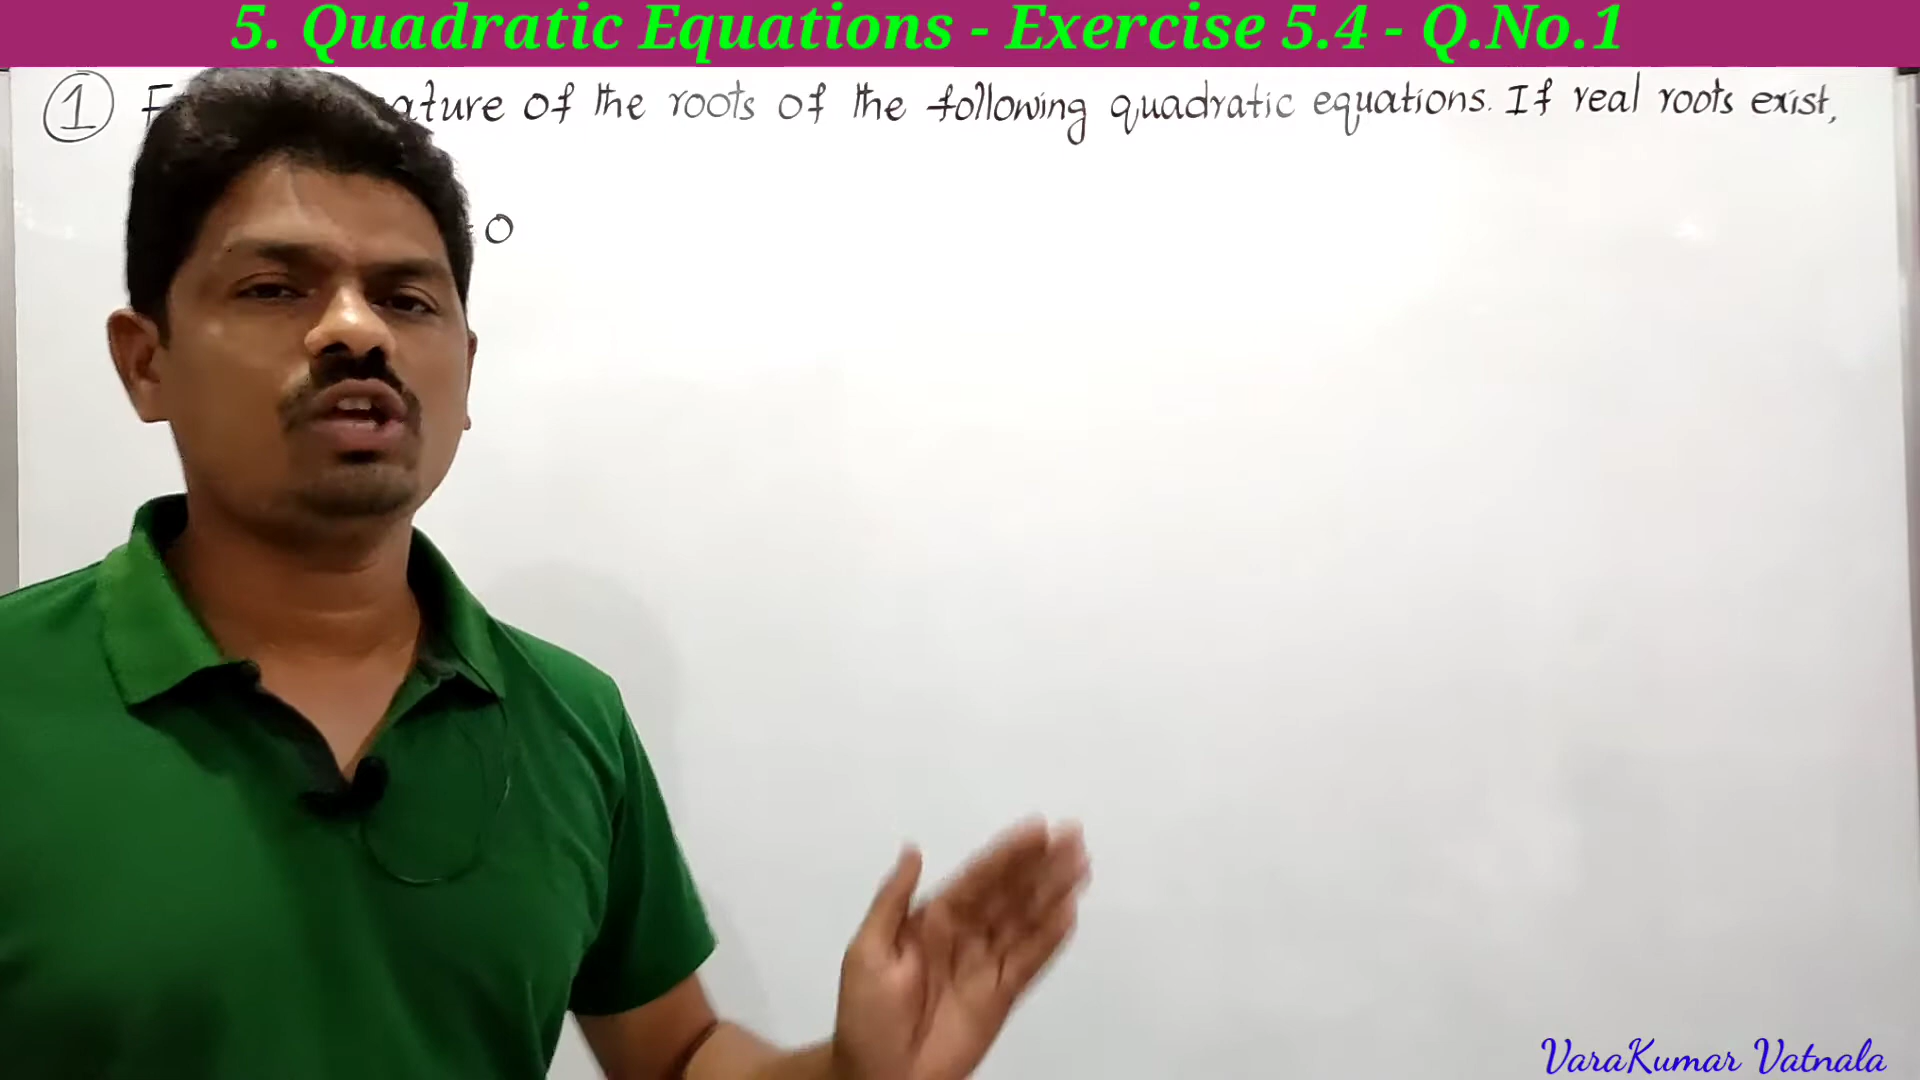 5. Quadratic Equations - Exercise 5.4 - Q.No.1
1 ature of the roots of the following quadratic equations. If real roots exist,
0
VaraKumar Vatnala